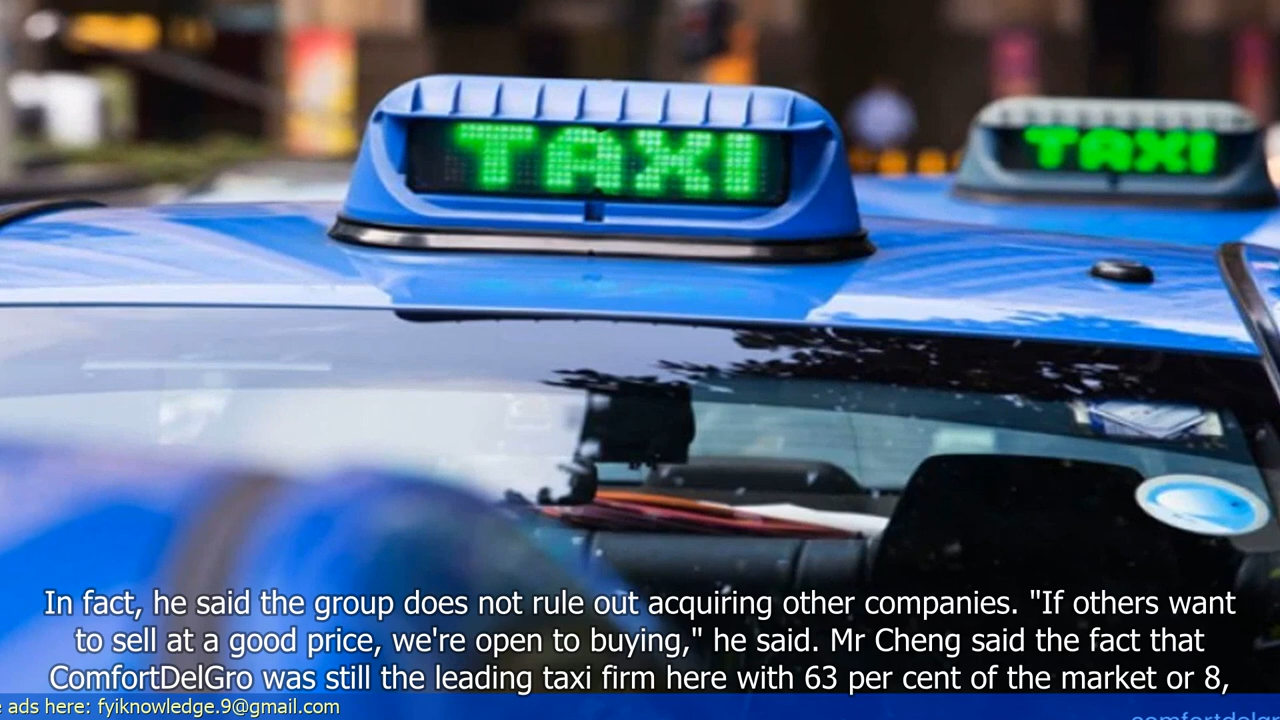 TAXI
TAXI
In fact, he said the group does not rule out acquiring other companies. "If others want
to sell at a good price, we're open to buying," he said. Mr Cheng said the fact that
ComfortDelGro was still the leading taxi firm here with 63 per cent of the market or 8,
ads here: fyiknowledge.9@gmail.com